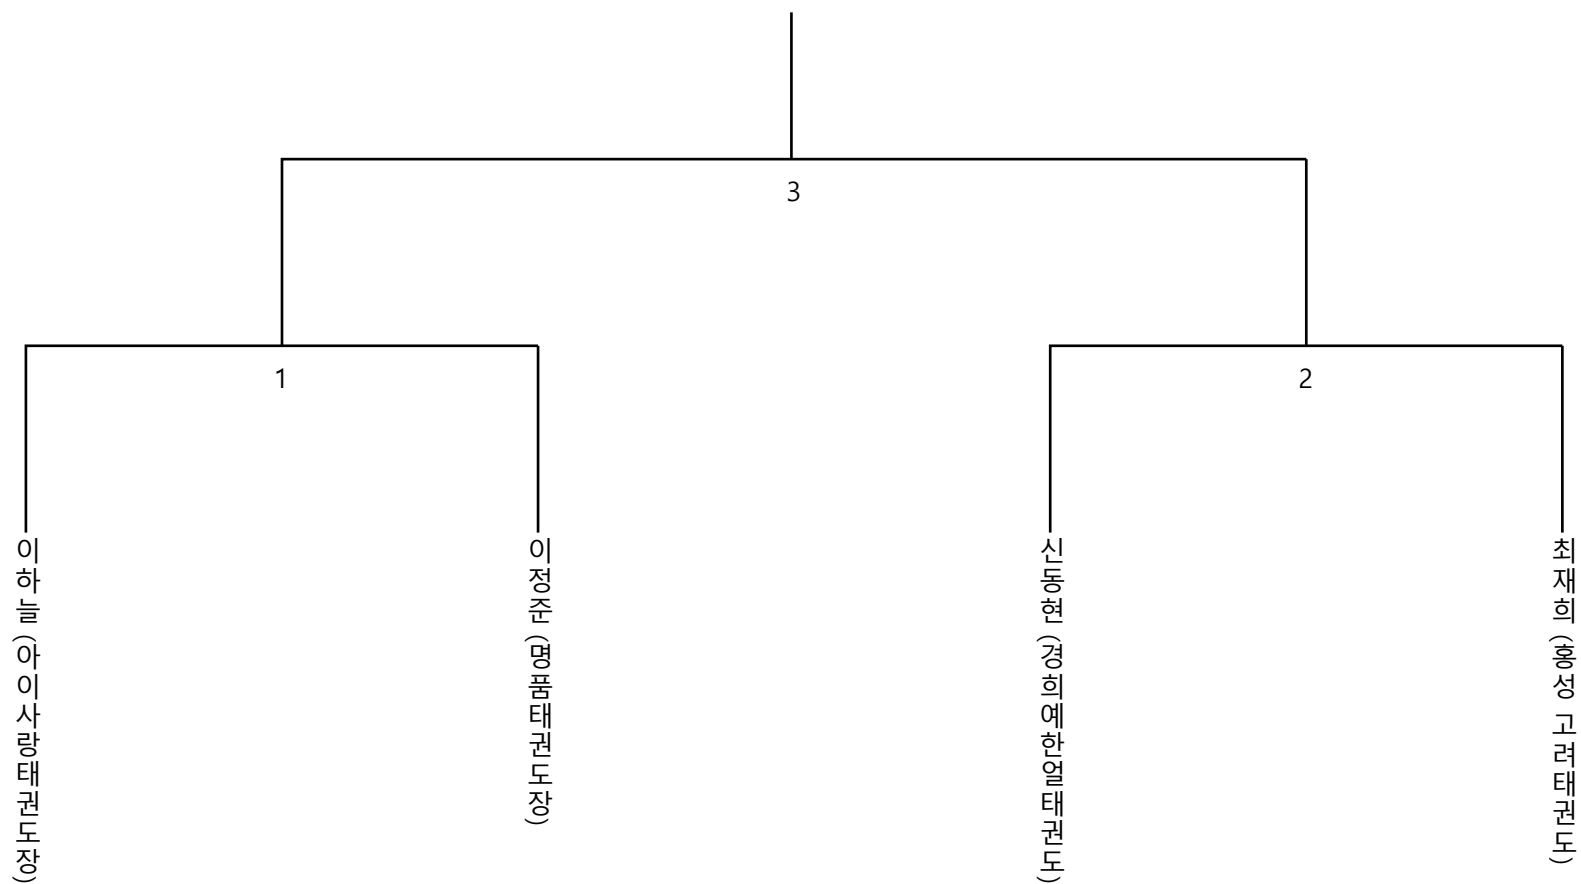 3
1
2
이하늘 (아이사랑태권도장)
이정준 (명품태권도장)
신동현 (경희예한얼태권도)
최재희 (홍성 고려태권도)